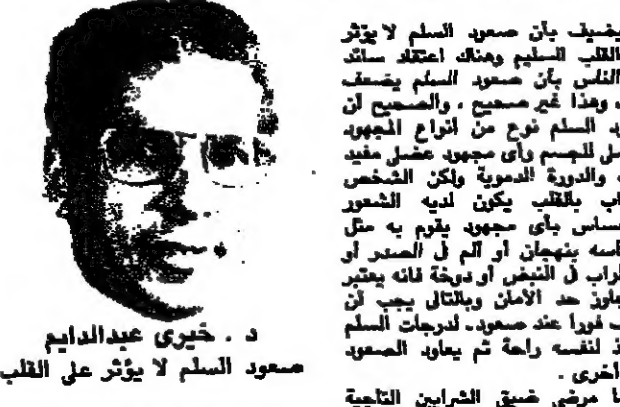 يضيف بأن صعود السلم لا يؤثر
القلب السليم وهناك اعتقاد سائد
الناس بأن صعود السلم يضعف
وهذا غير صحيح ، والصحيح أن
السلم نوع من أنواع المجهود
للجسم وأى مجهود عضلى مفيد
والدورة الدموية ولكن الشخص
بالقلب يكون لديه الشعور
بأى مجهود يقوم به مثل
بنهجان أو ألم فى الصدر أو
فى النبض أو دوخة فانه يعتبر
حد الأمان وبالتالى يجب أن
فورا عند صعود . لدرجات السلم
لنفسه راحة ثم يعاود الصعود
اخرى .
مرضى ضيق الشرايين التاجية
د . خيرى عبدالدايم
صعود السلم لا يؤثر على القلب